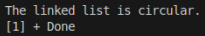 The linked list is circular.
[1] + Done